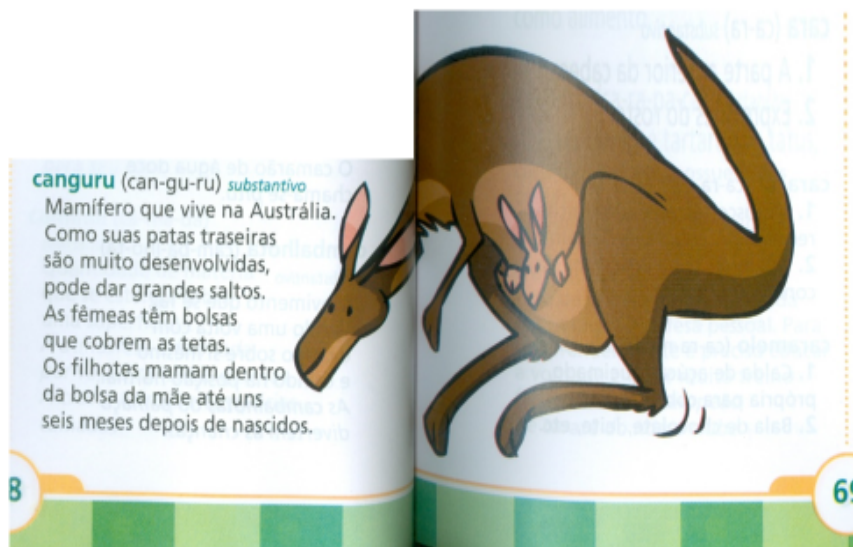 canguru (can-gu-ru) substantivo
Mamífero que vive na Austrália.
Como suas patas traseiras
são muito desenvolvidas,
pode dar grandes saltos.
As fêmeas têm bolsas
que cobrem as tetas.
Os filhotes mamam dentro
da bolsa da mãe até uns
seis meses depois de nascidos.
8
69